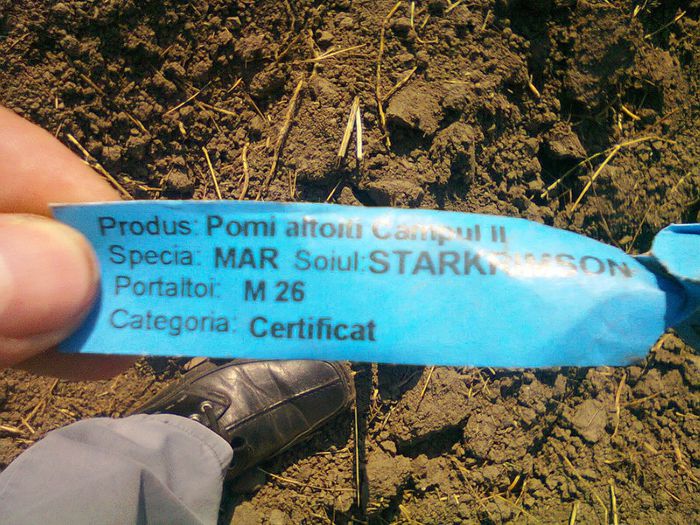 Produs: Pomi altoiti Campul II
Specia: MAR Soiul:STARKRIMSON
Portaltoi: M 26
Categoria: Certificat